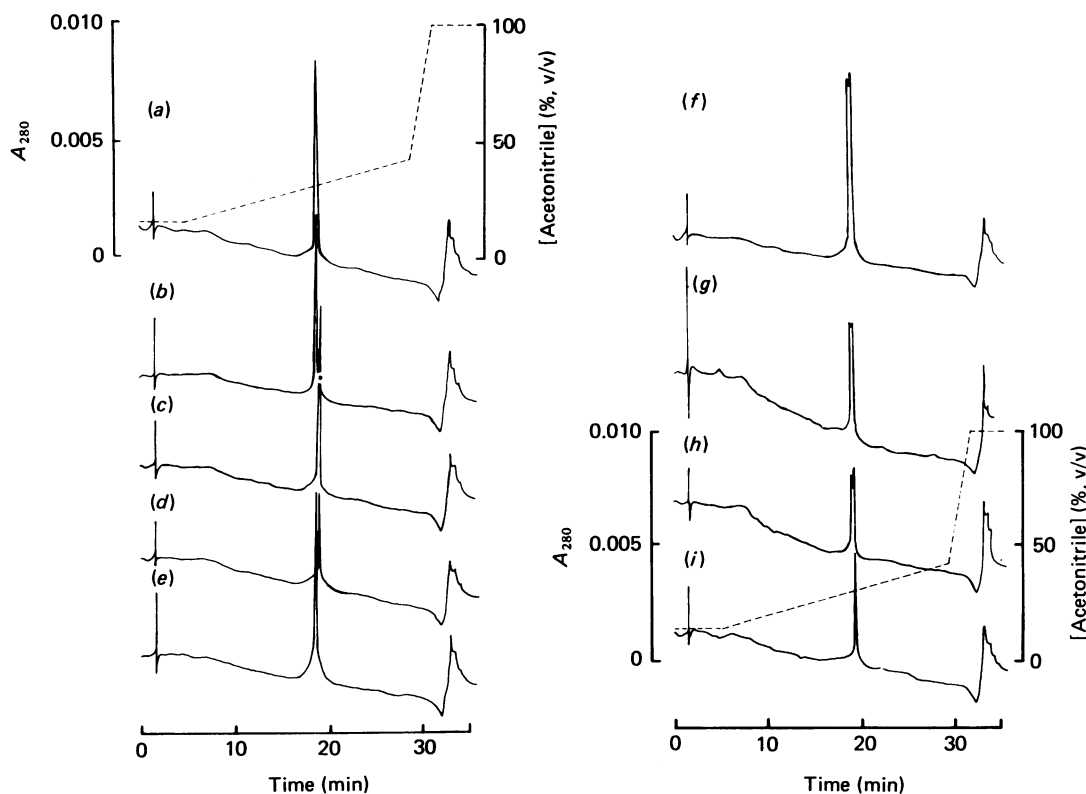 0.010
0.005
0
A280
100
50
0
[Acetonitrile] (%, v/v)
(a)
(b)
(c)
(d)
(e)
0
10
20
30
Time (min)
(f)
(g)
(h)
(i)
0.010
0.005
0
A280
100
50
0
[Acetonitrile] (%, v/v)
0
10
20
30
Time (min)